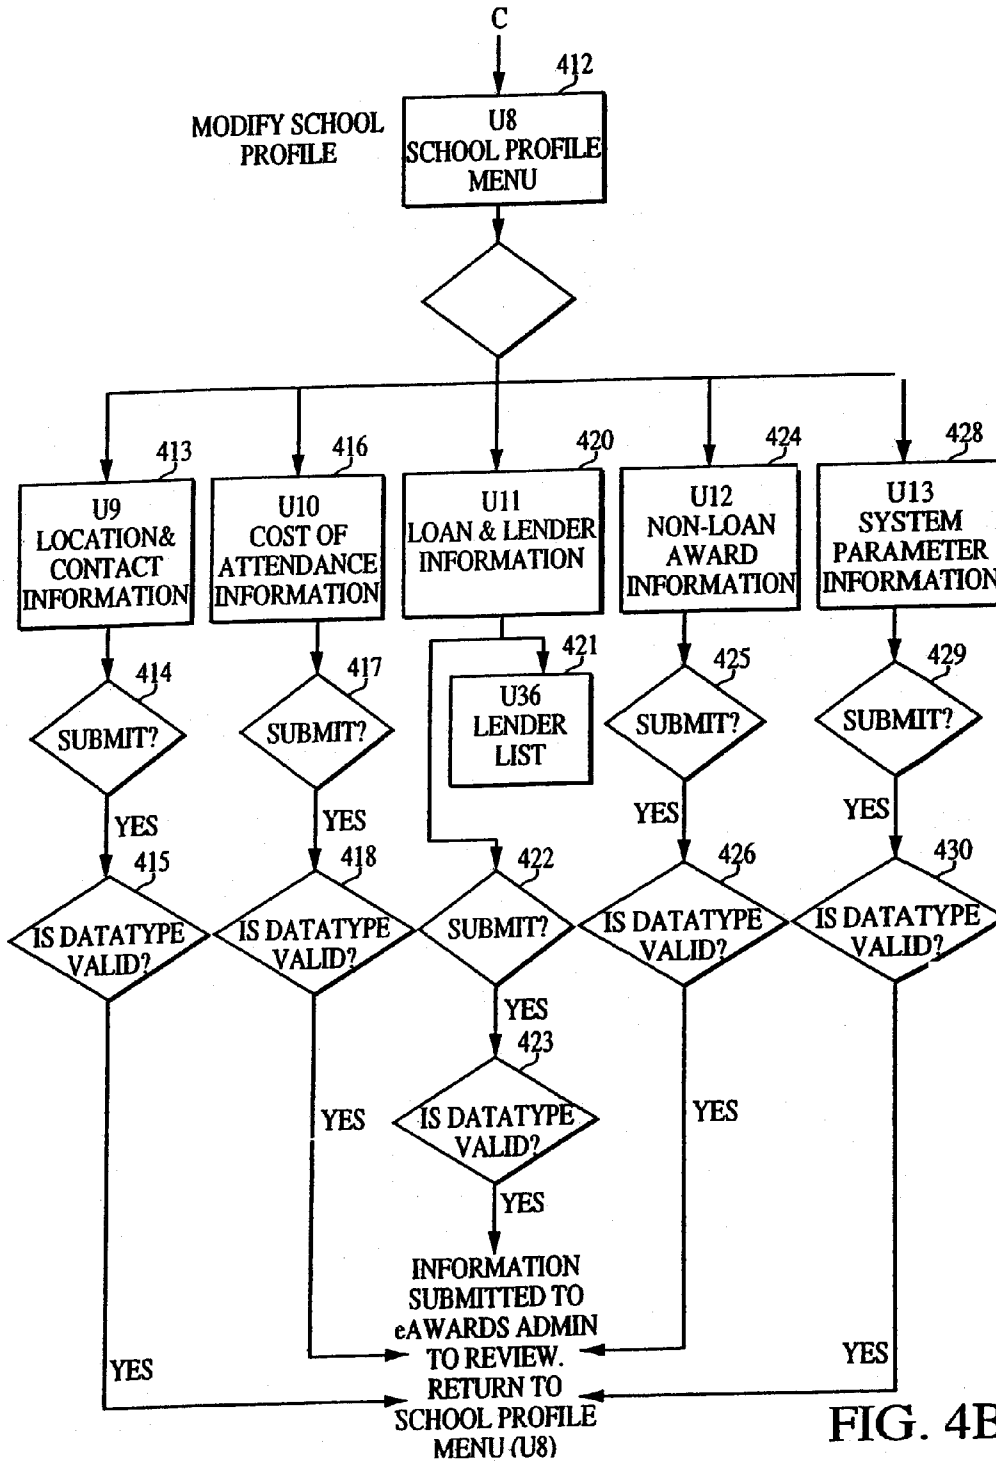 C
412
MODIFY SCHOOL
PROFILE
U8
SCHOOL PROFILE
MENU
413
U9
LOCATION&
CONTACT
INFORMATION
416
U10
COST OF
ATTENDANCE
INFORMATION
420
U11
LOAN & LENDER
INFORMATION
424
U12
NON-LOAN
AWARD
INFORMATION
428
U13
SYSTEM
PARAMETER
INFORMATION
414
SUBMIT?
417
SUBMIT?
421
U36
LENDER
LIST
425
SUBMIT?
429
SUBMIT?
YES
YES
YES
YES
415
IS DATATYPE
VALID?
418
IS DATATYPE
VALID?
422
SUBMIT?
426
IS DATATYPE
VALID?
430
IS DATATYPE
VALID?
YES
423
IS DATATYPE
VALID?
YES
YES
YES
INFORMATION
SUBMITTED TO
eAWARDS ADMIN
TO REVIEW.
RETURN TO
SCHOOL PROFILE
MENU (U8)
YES
YES
FIG. 4B